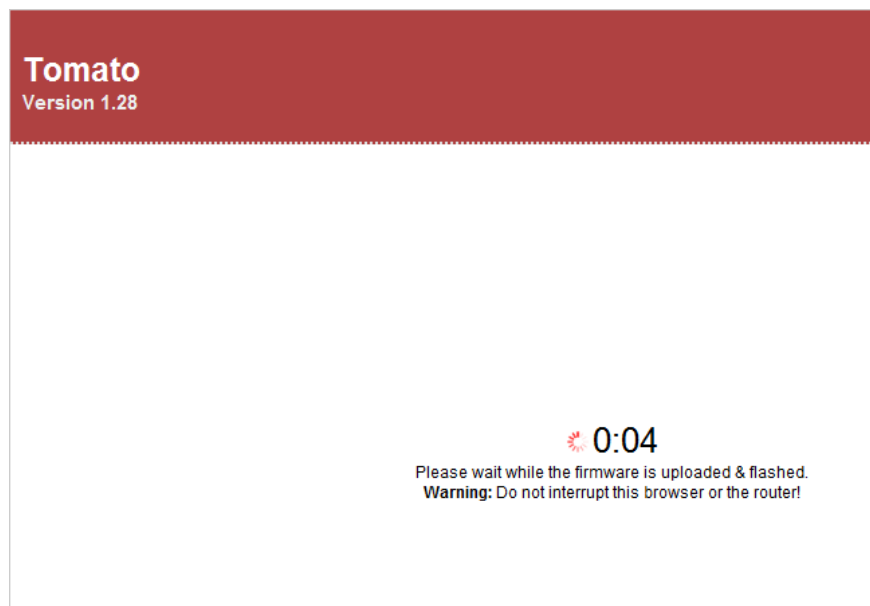 Tomato
Version 1.28
0:04
Please wait while the firmware is uploaded & flashed.
Warning: Do not interrupt this browser or the router!